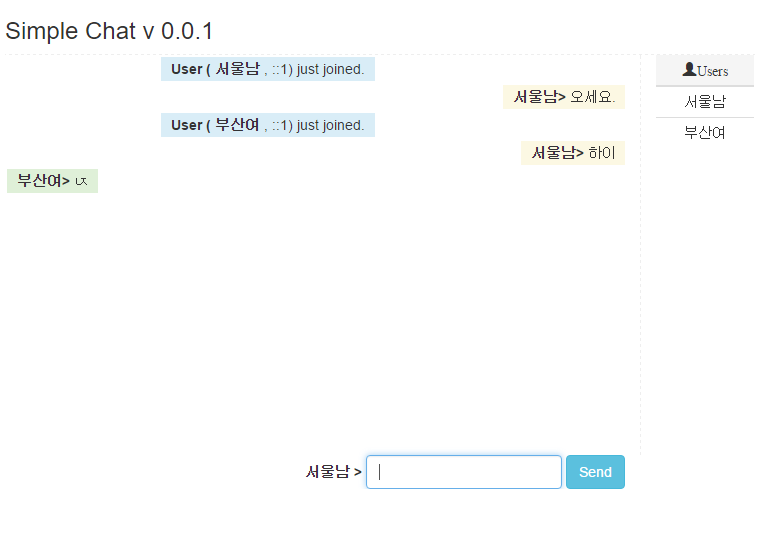 Simple Chat v 0.0.1
User ( 서울남 , ::1) just joined.
서울남> 오세요.
User ( 부산여 , ::1) just joined.
서울남> 하이
부산여>
Users
서울남
부산여
서울남 >
Send